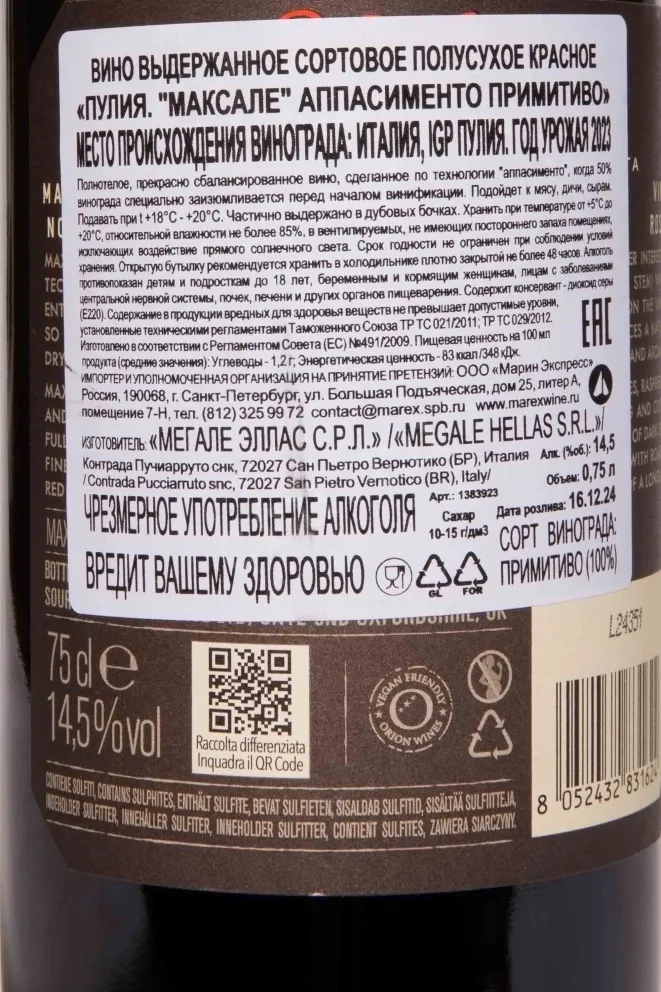 ВИНО ВЫДЕРЖАННОЕ СОРТОВОЕ ПОЛУСУХОЕ КРАСНОЕ
«ПУЛИЯ. "МАКСАЛЕ" АППАСИМЕНТО ПРИМИТИВО»
МЕСТО ПРОИСХОЖДЕНИЯ ВИНОГРАДА: ИТАЛИЯ, IGP ПУЛИЯ. ГОД УРОЖАЯ 2023
Полнотелое, прекрасно сбалансированное вино, сделанное по технологии "аппасименто", когда 50%
винограда специально заизюмливается перед началом винификации. Подойдет к мясу, дичи, сырам.
Подавать при t +18°C - +20°C. Частично выдержано в дубовых бочках. Хранить при температуре от +5°C до
+20°C, относительной влажности не более 85%, в вентилируемых, не имеющих постороннего запаха помещениях,
исключающих воздействие прямого солнечного света. Срок годности не ограничен при соблюдении условий
хранения. Открытую бутылку рекомендуется хранить в холодильнике плотно закрытой не более 48 часов. Алкоголь
противопоказан детям и подросткам до 18 лет, беременным и кормящим женщинам, лицам с заболеваниями
центральной нервной системы, почек, печени и других органов пищеварения. Содержит консервант - диоксид серы
(E220). Содержание в продукции вредных для здоровья веществ не превышает допустимые уровни,
установленные техническими регламентами Таможенного Союза ТР ТС 021/2011; ТР ТС 029/2012.
Изготовлено в соответствии с Регламентом Совета (ЕС) №491/2009. Пищевая ценность на 100 мл
продукта (средние значения): Углеводы - 1,2 г; Энергетическая ценность - 83 ккал/348 кДж.
EAC
ИМПОРТЕР И УПОЛНОМОЧЕННАЯ ОРГАНИЗАЦИЯ НА ПРИНЯТИЕ ПРЕТЕНЗИЙ: ООО «Марин Экспресс»
Россия, 190068, г. Санкт-Петербург, ул. Большая Подъяческая, дом 25, литер А,
помещение 7-Н, тел. (812) 325 99 72 contact@marex.spb.ru www.marexwine.ru
ИЗГОТОВИТЕЛЬ: «МЕГАЛЕ ЭЛЛАС С.Р.Л.» /«MEGALE HELLAS S.R.L.»/
Контрада Пучиарруто снк, 72027 Сан Пьетро Вернотико (БР), Италия
/ Contrada Pucciarruto snc, 72027 San Pietro Vernotico (BR), Italy/
Алк. (%об.): 14,5
Объем: 0,75 л
Арт.: 1383923
Дата розлива: 16.12.24
ЧРЕЗМЕРНОЕ УПОТРЕБЛЕНИЕ АЛКОГОЛЯ
ВРЕДИТ ВАШЕМУ ЗДОРОВЬЮ
Сахар
10-15 г/дм3
СОРТ ВИНОГРАДА:
ПРИМИТИВО (100%)
GL
FOR
L24351
75 cl e
14,5%vol
Raccolta differenziata
Inquadra il QR Code
VEGAN FRIENDLY
ORION WINES
CONTIENE SOLFITI, CONTAINS SULPHITES, ENTHÄLT SULFITE, BEVAT SULFIETEN, SISALDAB SULFITID, SISÄLTÄÄ SULFIITTEJA,
INDEHOLDER SULFITTER, INNEHÅLLER SULFITER, INNEHOLDER SULFITTER, CONTIENT SULFITES, ZAWIERA SIARCZYNY.
8 052432 831624